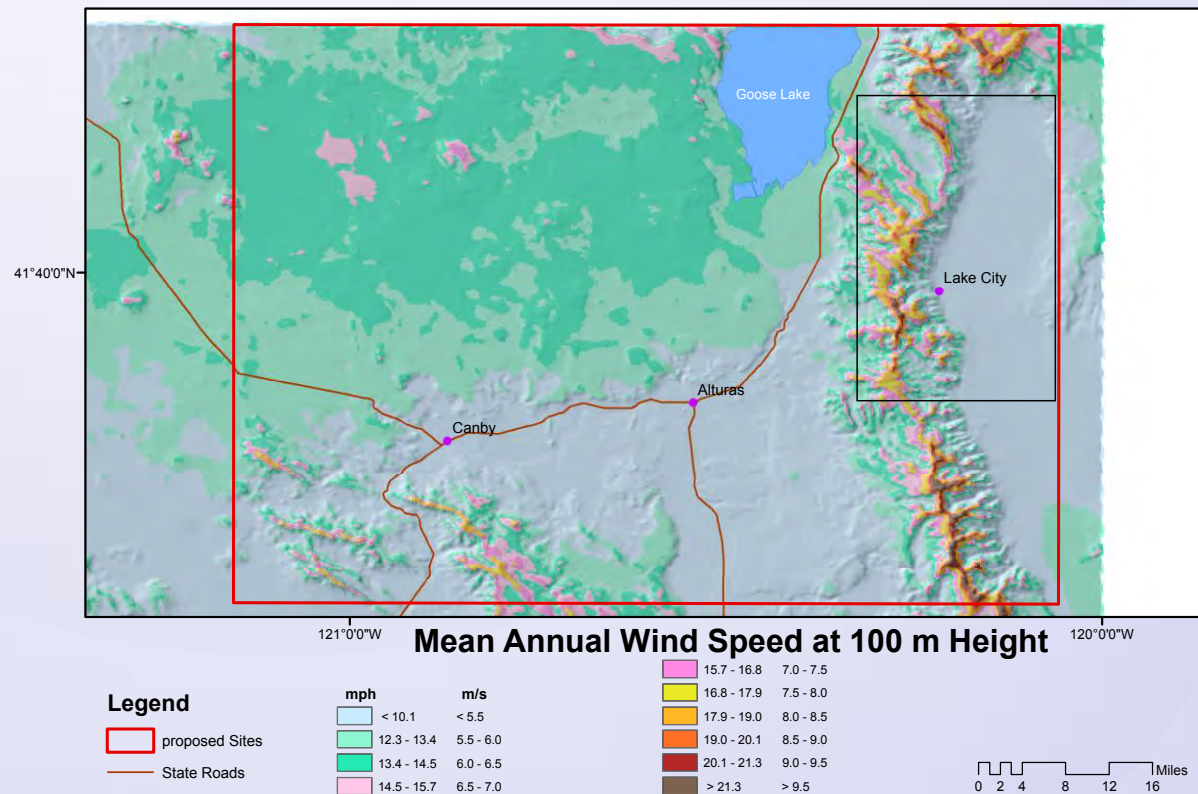 Goose Lake
41°40'0"N
Lake City
Alturas
Canby
121°0'0"W
120°0'0"W
Mean Annual Wind Speed at 100 m Height
Legend
proposed Sites
State Roads
mph m/s
< 10.1 < 5.5
12.3 - 13.4 5.5 - 6.0
13.4 - 14.5 6.0 - 6.5
14.5 - 15.7 6.5 - 7.0
15.7 - 16.8 7.0 - 7.5
16.8 - 17.9 7.5 - 8.0
17.9 - 19.0 8.0 - 8.5
19.0 - 20.1 8.5 - 9.0
20.1 - 21.3 9.0 - 9.5
> 21.3 > 9.5
Miles
0 2 4 8 12 16